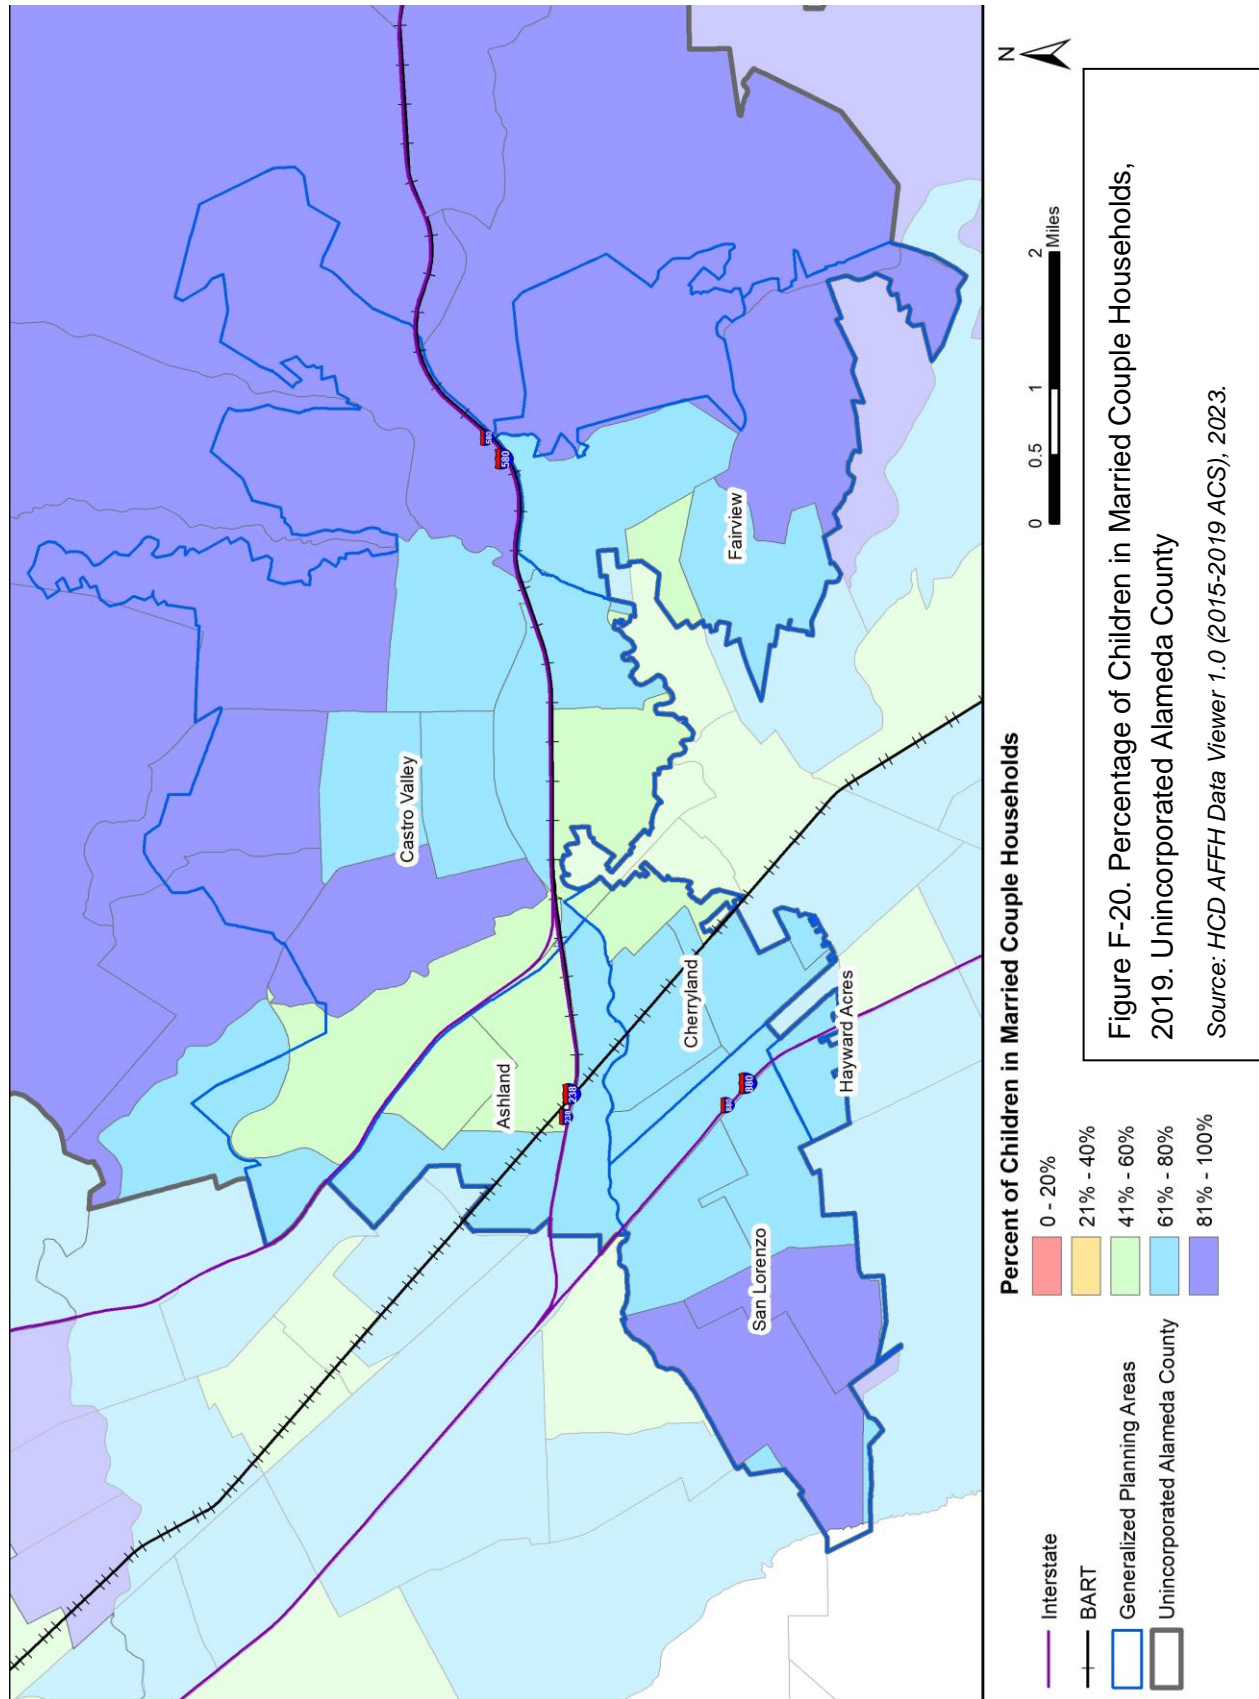 Castro Valley
Ashland
Cherryland
Fairview
Hayward Acres
San Lorenzo
580
580
238
238
880
880
N
Percent of Children in Married Couple Households
Interstate
BART
Generalized Planning Areas
Unincorporated Alameda County
0 - 20%
21% - 40%
41% - 60%
61% - 80%
81% - 100%
0 0.5 1 2
Miles
Figure F-20. Percentage of Children in Married Couple Households,
2019. Unincorporated Alameda County
Source: HCD AFFH Data Viewer 1.0 (2015-2019 ACS), 2023.